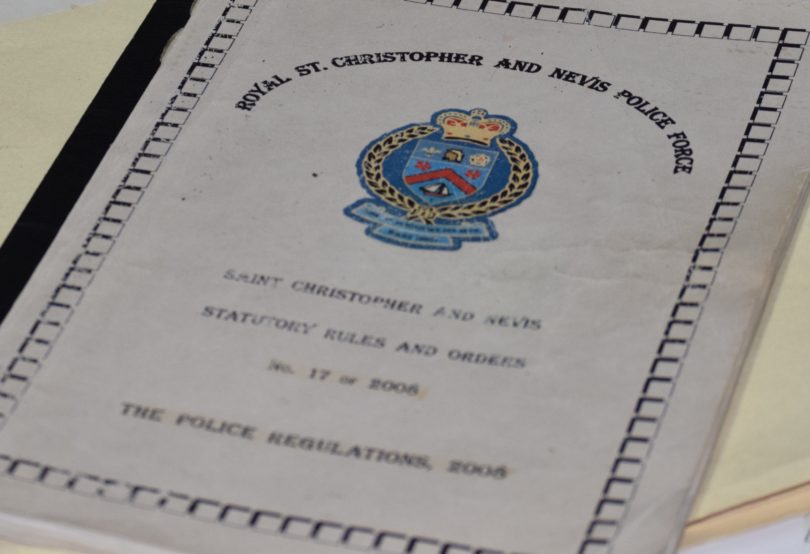 ROYAL ST. CHRISTOPHER AND NEVIS POLICE FORCE
SAINT CHRISTOPHER AND NEVIS
STATUTORY RULES AND ORDERS
No. 17 OF 2008
THE POLICE REGULATIONS, 2008